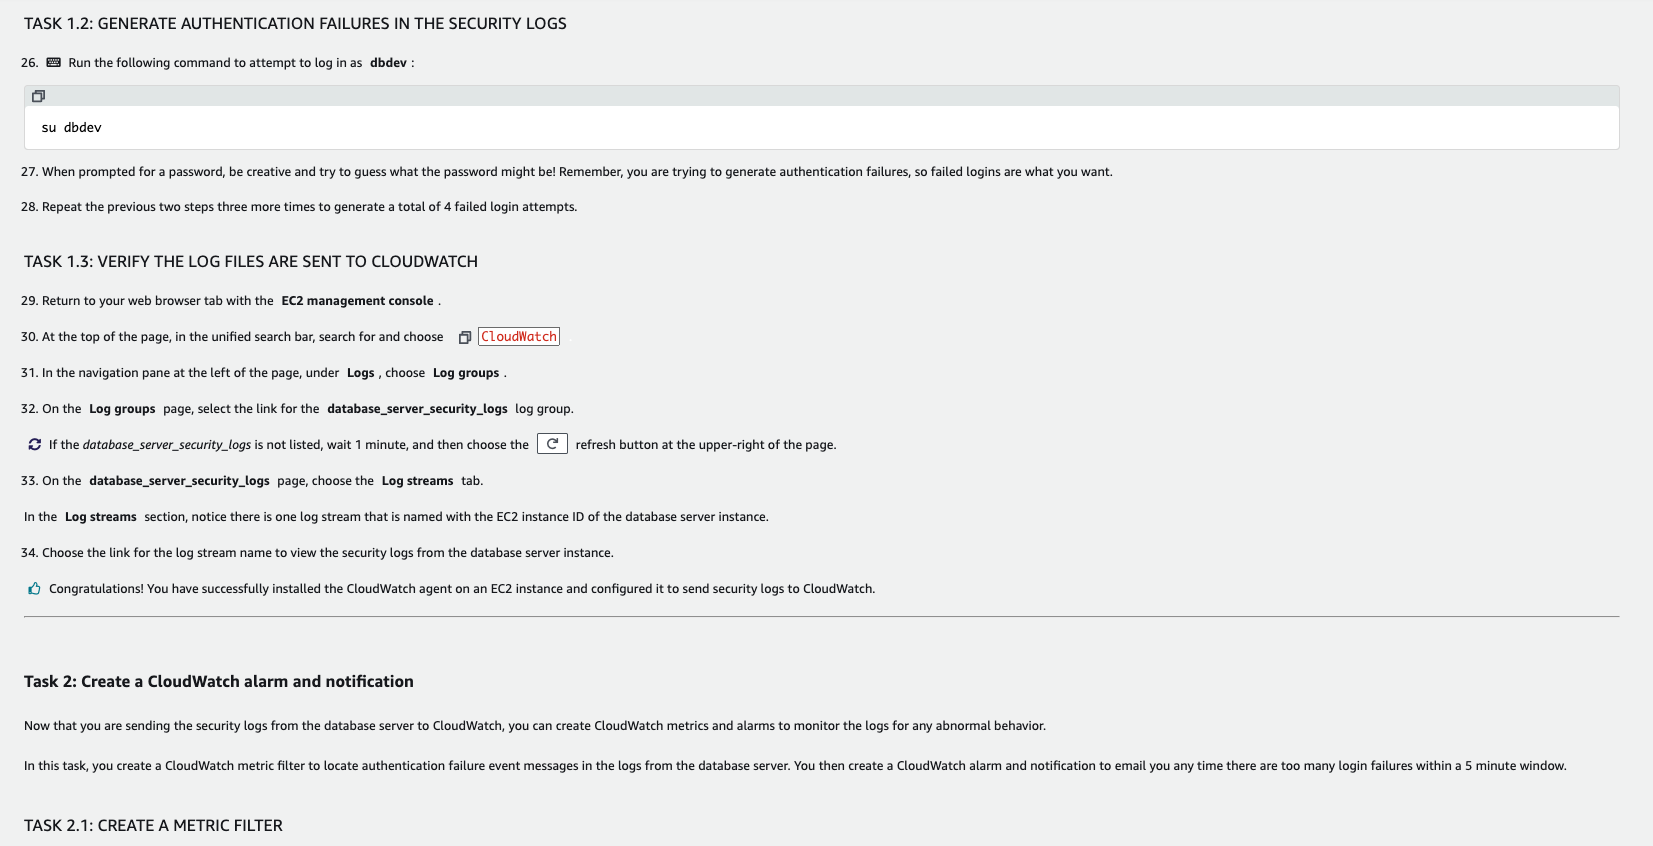 TASK 1.2: GENERATE AUTHENTICATION FAILURES IN THE SECURITY LOGS
26. Run the following command to attempt to log in as dbdev :
su dbdev
27. When prompted for a password, be creative and try to guess what the password might be! Remember, you are trying to generate authentication failures, so failed logins are what you want.
28. Repeat the previous two steps three more times to generate a total of 4 failed login attempts.
TASK 1.3: VERIFY THE LOG FILES ARE SENT TO CLOUDWATCH
29. Return to your web browser tab with the EC2 management console .
30. At the top of the page, in the unified search bar, search for and choose CloudWatch
31. In the navigation pane at the left of the page, under Logs , choose Log groups .
32. On the Log groups page, select the link for the database_server_security_logs log group.
If the database_server_security_logs is not listed, wait 1 minute, and then choose the refresh button at the upper-right of the page.
33. On the database_server_security_logs page, choose the Log streams tab.
In the Log streams section, notice there is one log stream that is named with the EC2 instance ID of the database server instance.
34. Choose the link for the log stream name to view the security logs from the database server instance.
Congratulations! You have successfully installed the CloudWatch agent on an EC2 instance and configured it to send security logs to CloudWatch.
Task 2: Create a CloudWatch alarm and notification
Now that you are sending the security logs from the database server to CloudWatch, you can create CloudWatch metrics and alarms to monitor the logs for any abnormal behavior.
In this task, you create a CloudWatch metric filter to locate authentication failure event messages in the logs from the database server. You then create a CloudWatch alarm and notification to email you any time there are too many login failures within a 5 minute window.
TASK 2.1: CREATE A METRIC FILTER